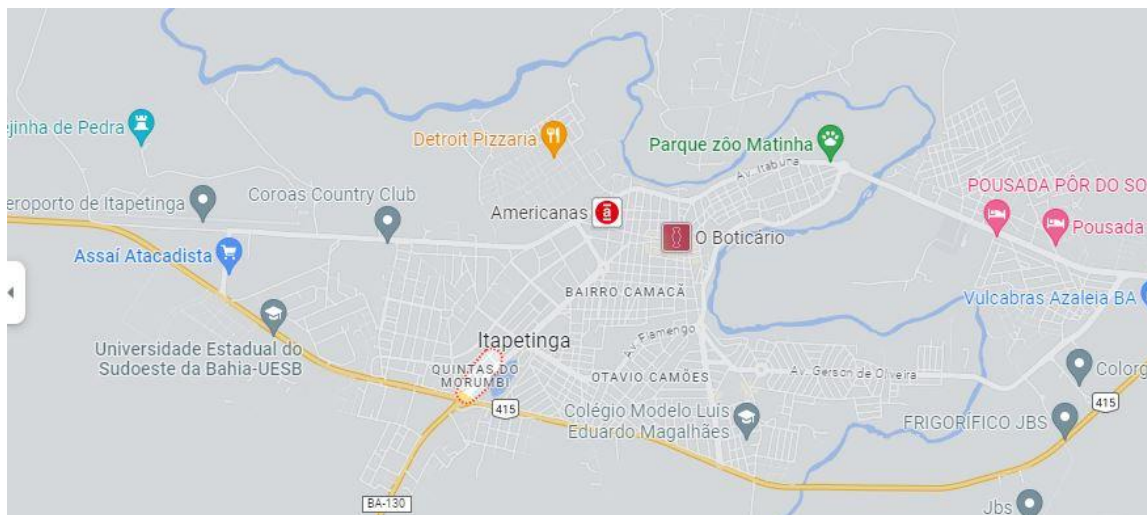 ejinha de Pedra
Detroit Pizzaria
Parque zôo Matinha
Av. Itabuna
eroporto de Itapetinga
Coroas Country Club
Americanas
POUSADA PÔR DO SO
O Boticário
Pousada
Assaí Atacadista
BAIRRO CAMACÃ
Vulcabras Azaleia BA
Universidade Estadual do
Sudoeste da Bahia-UESB
Itapetinga
Av. Flamengo
QUINTAS DO
MORUMBI
OTAVIO CAMÕES
Av. Gerson de Oliveira
Colorg
415
415
Colégio Modelo Luís
Eduardo Magalhães
FRIGORÍFICO JBS
BA-130
Jbs